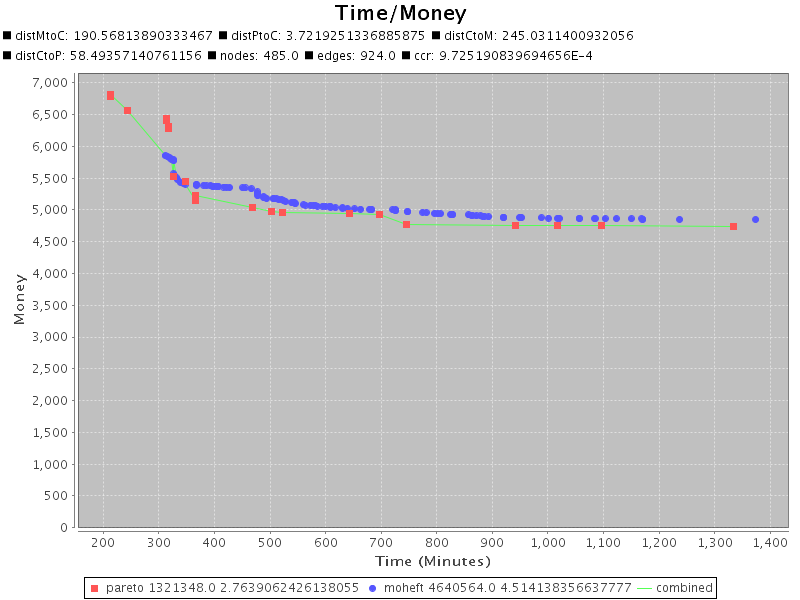 Time/Money
distMtoC: 190.56813890333467 distPtoC: 3.7219251336885875 distCtoM: 245.0311400932056
distCtoP: 58.49357140761156 nodes: 485.0 edges: 924.0 ccr: 9.725190839694656E-4
7,000
6,500
6,000
5,500
5,000
4,500
4,000
3,500
3,000
2,500
2,000
1,500
1,000
500
0
Money
200 300 400 500 600 700 800 900 1,000 1,100 1,200 1,300 1,400
Time (Minutes)
pareto 1321348.0 2.7639062426138055 moheft 4640564.0 4.514138356637777 combined